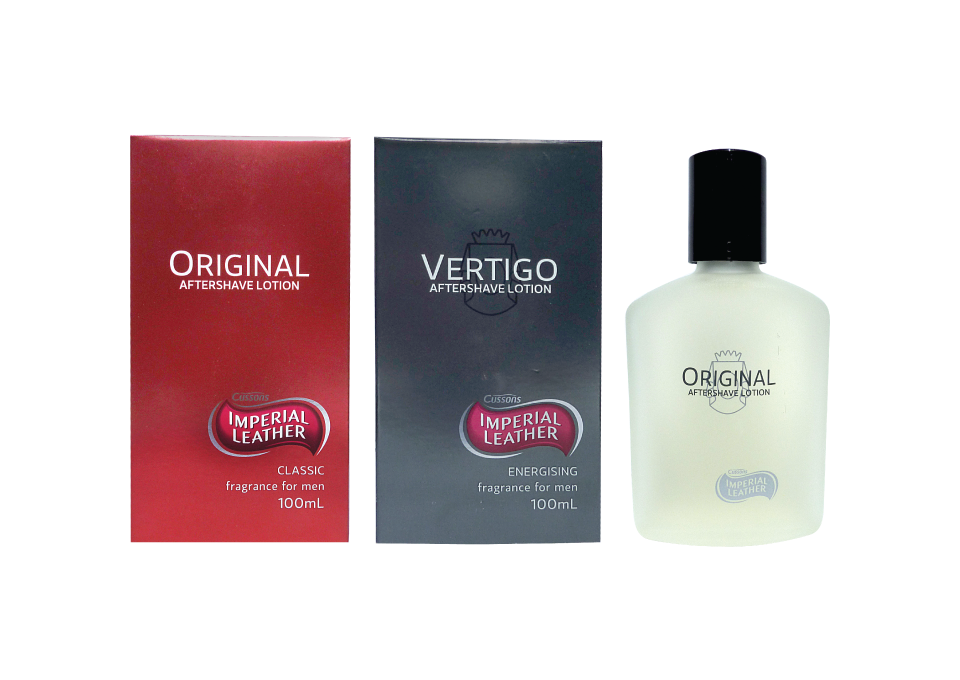 ORIGINAL
AFTERSHAVE LOTION
Cussons
IMPERIAL
LEATHER
CLASSIC
fragrance for men
100mL
VERTIGO
AFTERSHAVE LOTION
Cussons
IMPERIAL
LEATHER
ENERGISING
fragrance for men
100mL
ORIGINAL
AFTERSHAVE LOTION
Cussons
IMPERIAL
LEATHER